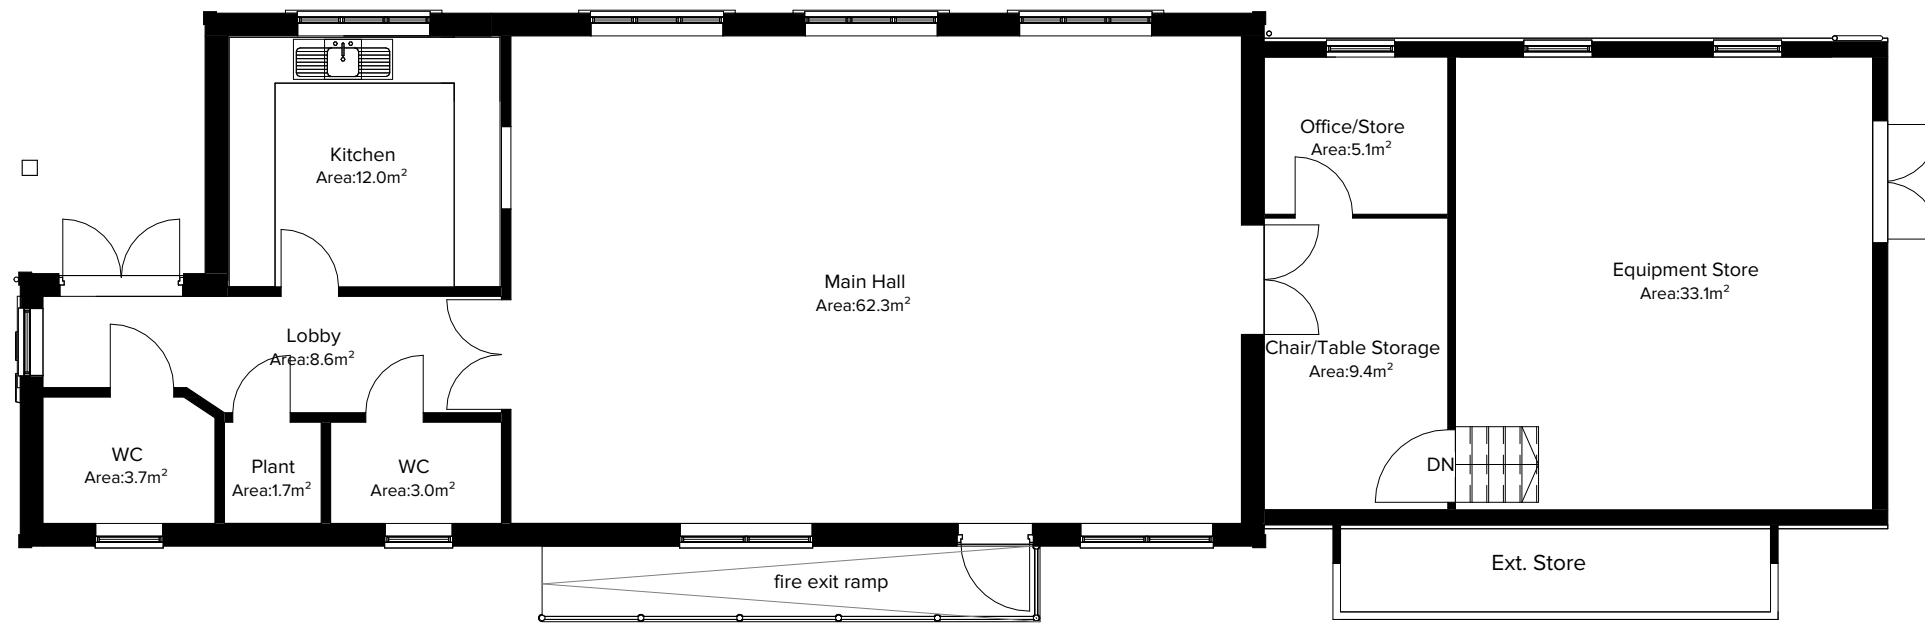 Kitchen
Area:12.0m²
Office/Store
Area:5.1m²
Main Hall
Area:62.3m²
Equipment Store
Area:33.1m²
Lobby
Area:8.6m²
Chair/Table Storage
Area:9.4m²
WC
Area:3.7m²
Plant
Area:1.7m²
WC
Area:3.0m²
DN
fire exit ramp
Ext. Store